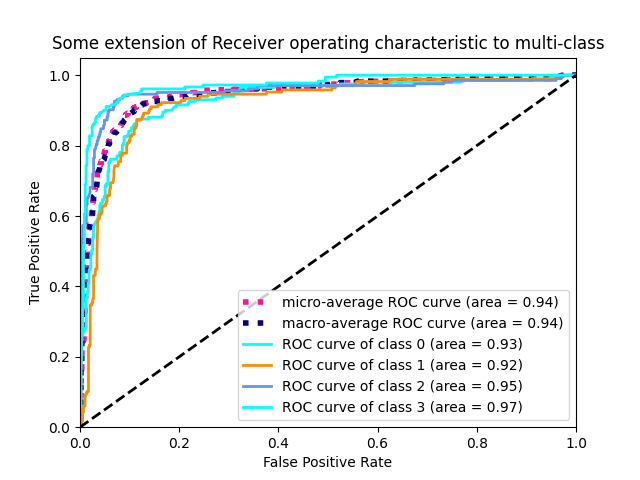 Some extension of Receiver operating characteristic to multi-class
True Positive Rate
1.0
0.8
0.6
0.4
0.2
0.0
micro-average ROC curve (area = 0.94)
macro-average ROC curve (area = 0.94)
ROC curve of class 0 (area = 0.93)
ROC curve of class 1 (area = 0.92)
ROC curve of class 2 (area = 0.95)
ROC curve of class 3 (area = 0.97)
0.0 0.2 0.4 0.6 0.8 1.0
False Positive Rate